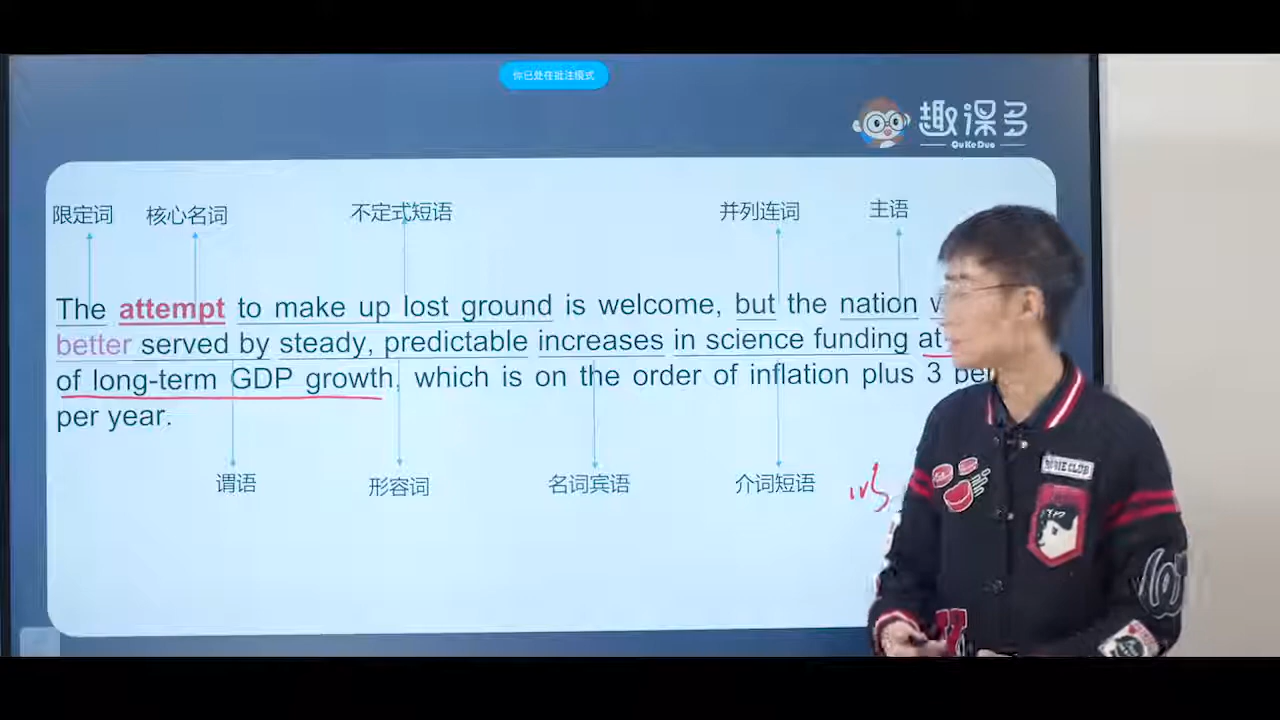 你已处在批注模式
趣课多
QuKeDuo
限定词 核心名词 不定式短语 并列连词 主语
The attempt to make up lost ground is welcome, but the nation
better served by steady, predictable increases in science funding at
of long-term GDP growth, which is on the order of inflation plus 3
per year.
谓语 形容词 名词宾语 介词短语